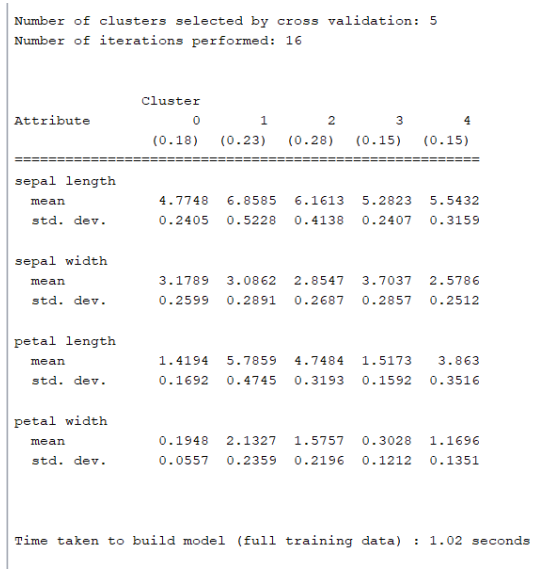 Number of clusters selected by cross validation: 5
Number of iterations performed: 16
Cluster
Attribute 0 1 2 3 4
(0.18) (0.23) (0.28) (0.15) (0.15)
======================================================
sepal length
mean 4.7748 6.8585 6.1613 5.2823 5.5432
std. dev. 0.2405 0.5228 0.4138 0.2407 0.3159
sepal width
mean 3.1789 3.0862 2.8547 3.7037 2.5786
std. dev. 0.2599 0.2891 0.2687 0.2857 0.2512
petal length
mean 1.4194 5.7859 4.7484 1.5173 3.863
std. dev. 0.1692 0.4745 0.3193 0.1592 0.3516
petal width
mean 0.1948 2.1327 1.5757 0.3028 1.1696
std. dev. 0.0557 0.2359 0.2196 0.1212 0.1351
Time taken to build model (full training data) : 1.02 seconds